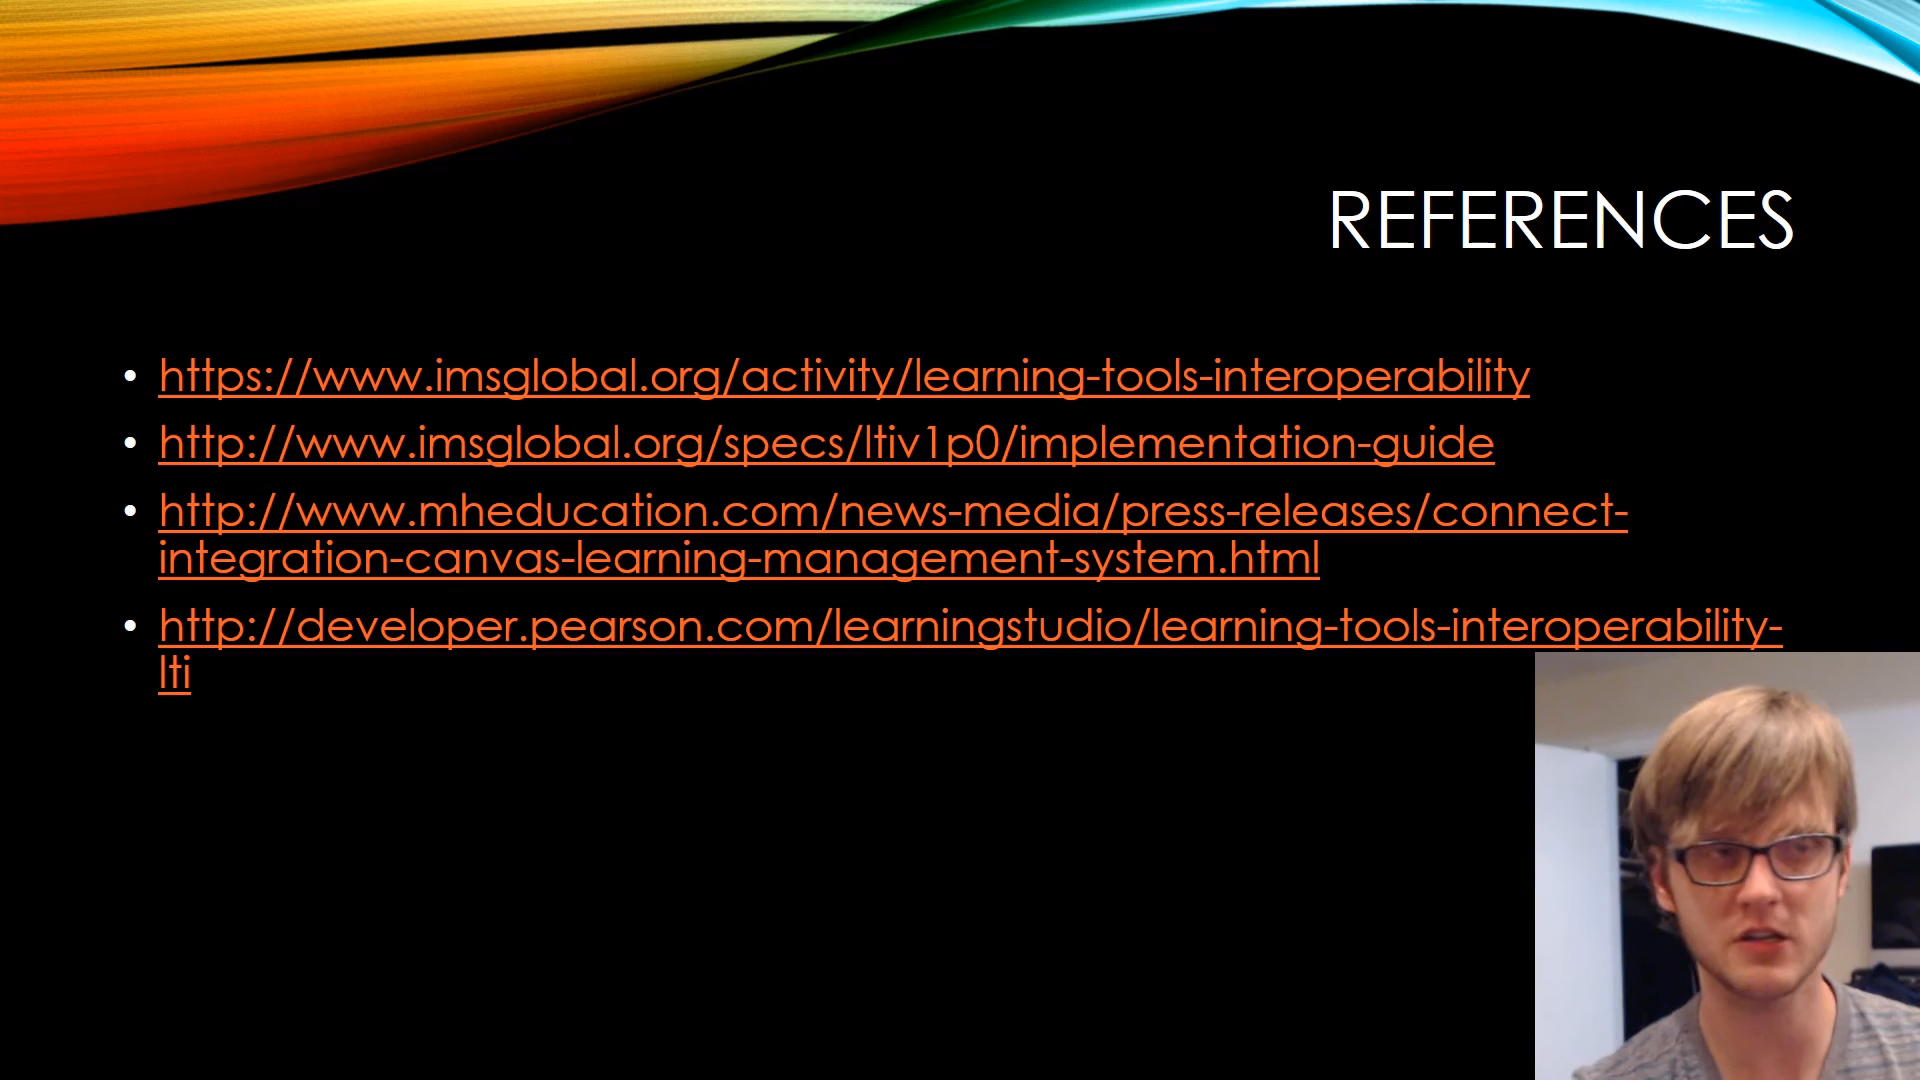 REFERENCES
• https://www.imsglobal.org/activity/learning-tools-interoperability
• http://www.imsglobal.org/specs/ltiv1p0/implementation-guide
• http://www.mheducation.com/news-media/press-releases/connect-
integration-canvas-learning-management-system.html
• http://developer.pearson.com/learningstudio/learning-tools-interoperability-
lti